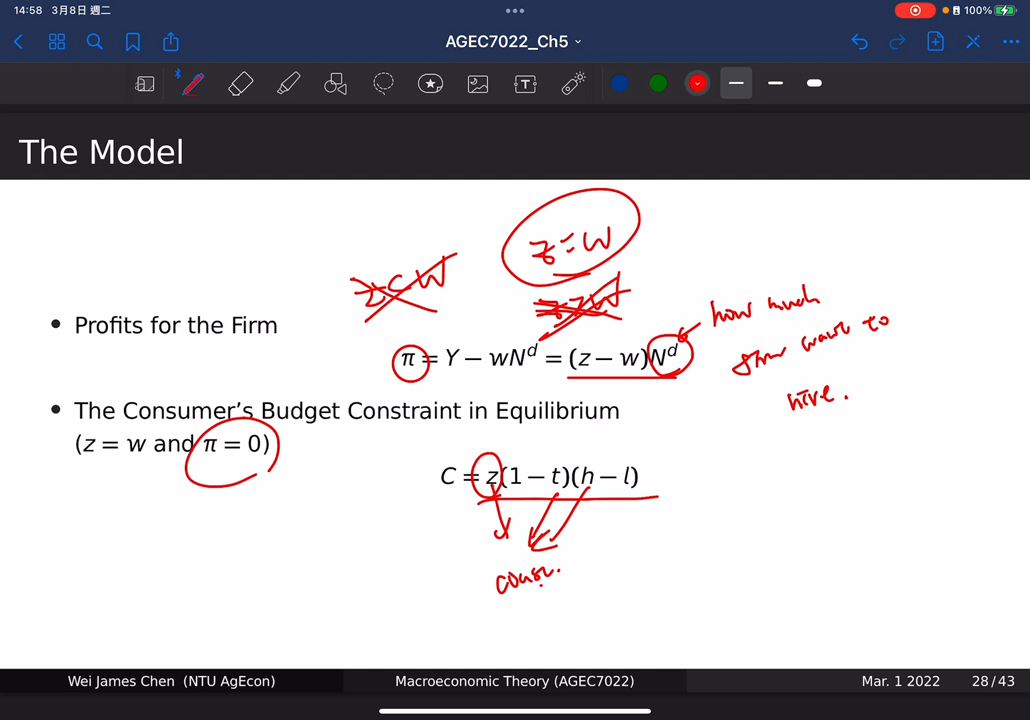 14:58 3月8日 週二
100%
AGEC7022_Ch5
The Model
z=w
z<w
z>w
how much
firm want to
hire.
• Profits for the Firm
π = Y − wNᵈ = (z − w)Nᵈ
• The Consumer’s Budget Constraint in Equilibrium
(z = w and π = 0)
C = z(1 − t)(h − l)
const.
Wei James Chen (NTU AgEcon) Macroeconomic Theory (AGEC7022) Mar. 1 2022 28/43